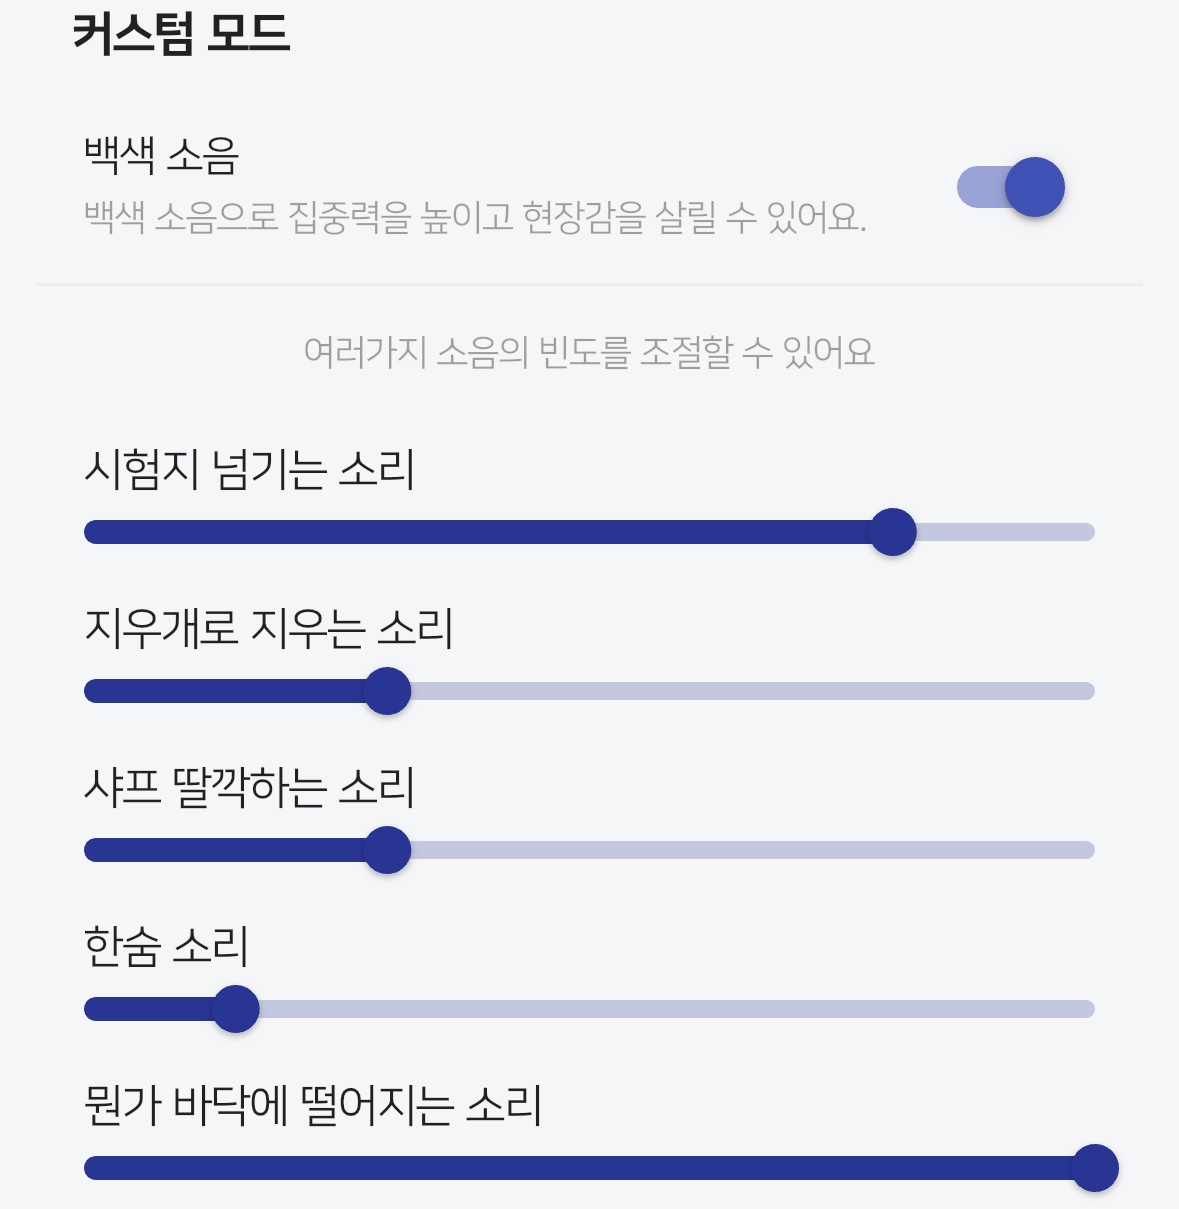 커스텀 모드
백색 소음
백색 소음으로 집중력을 높이고 현장감을 살릴 수 있어요.
여러가지 소음의 빈도를 조절할 수 있어요
시험지 넘기는 소리
지우개로 지우는 소리
샤프 딸깍하는 소리
한숨 소리
뭔가 바닥에 떨어지는 소리